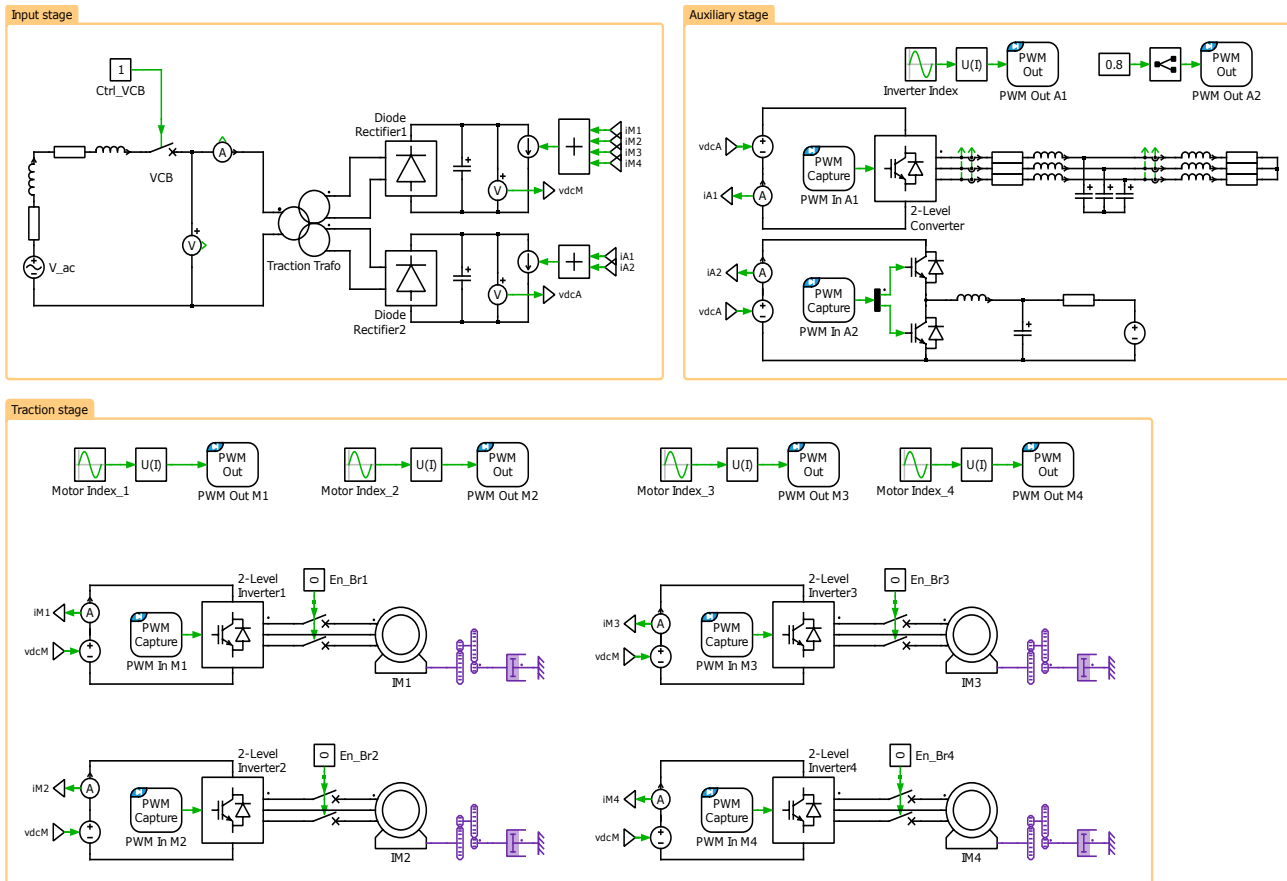 Input stage
1
Ctrl_VCB
VCB
A
V
V_ac
Traction Trafo
Diode
Rectifier1
V
vdcM
iM1
iM2
iM3
iM4
Diode
Rectifier2
V
vdcA
iA1
iA2
Auxiliary stage
Inverter Index
U(I)
PWM
Out
PWM Out A1
0.8
PWM
Out
PWM Out A2
vdcA
iA1
A
PWM
Capture
PWM In A1
2-Level
Converter
iA2
A
vdcA
PWM
Capture
PWM In A2
Traction stage
Motor Index_1
U(I)
PWM
Out
PWM Out M1
Motor Index_2
U(I)
PWM
Out
PWM Out M2
Motor Index_3
U(I)
PWM
Out
PWM Out M3
Motor Index_4
U(I)
PWM
Out
PWM Out M4
iM1
A
vdcM
PWM
Capture
PWM In M1
2-Level
Inverter1
0
En_Br1
IM1
iM3
A
vdcM
PWM
Capture
PWM In M3
2-Level
Inverter3
0
En_Br3
IM3
iM2
A
vdcM
PWM
Capture
PWM In M2
2-Level
Inverter2
0
En_Br2
IM2
iM4
A
vdcM
PWM
Capture
PWM In M4
2-Level
Inverter4
0
En_Br4
IM4